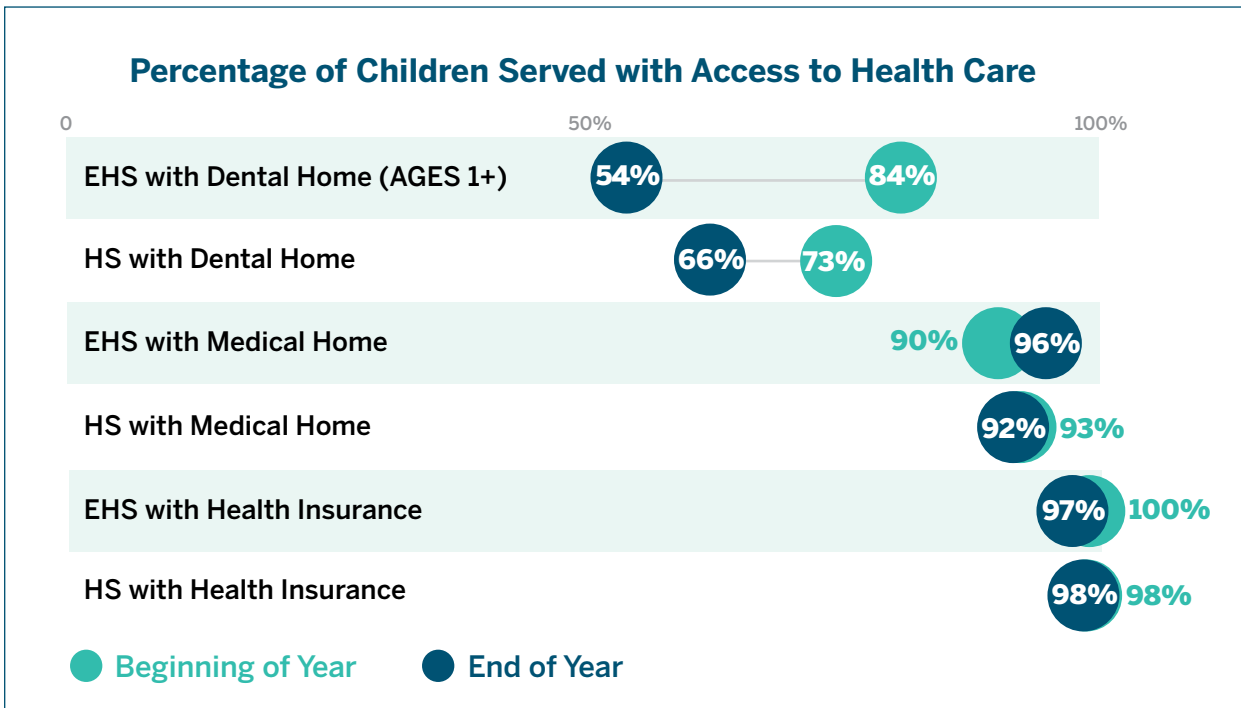 Percentage of Children Served with Access to Health Care
0 50% 100%
EHS with Dental Home (AGES 1+) 54% 84%
HS with Dental Home 66% 73%
EHS with Medical Home 90% 96%
HS with Medical Home 92% 93%
EHS with Health Insurance 97% 100%
HS with Health Insurance 98% 98%
Beginning of Year End of Year